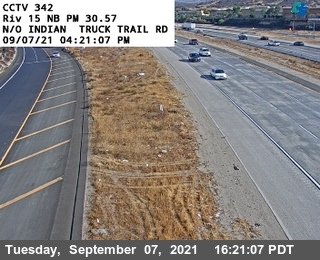 CCTV 342
Riv 15 NB PM 30.57
N/O INDIAN TRUCK TRAIL RD
09/07/21 04:21:07 PM
Tuesday, September 07, 2021 16:21:07 PDT